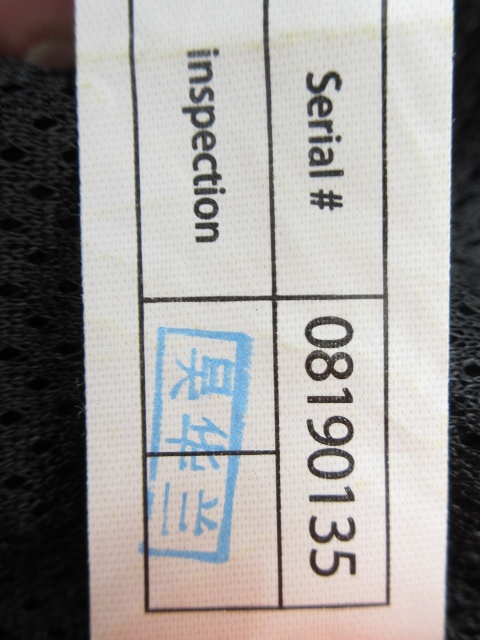 Serial # 08190135
inspection 吴华兰